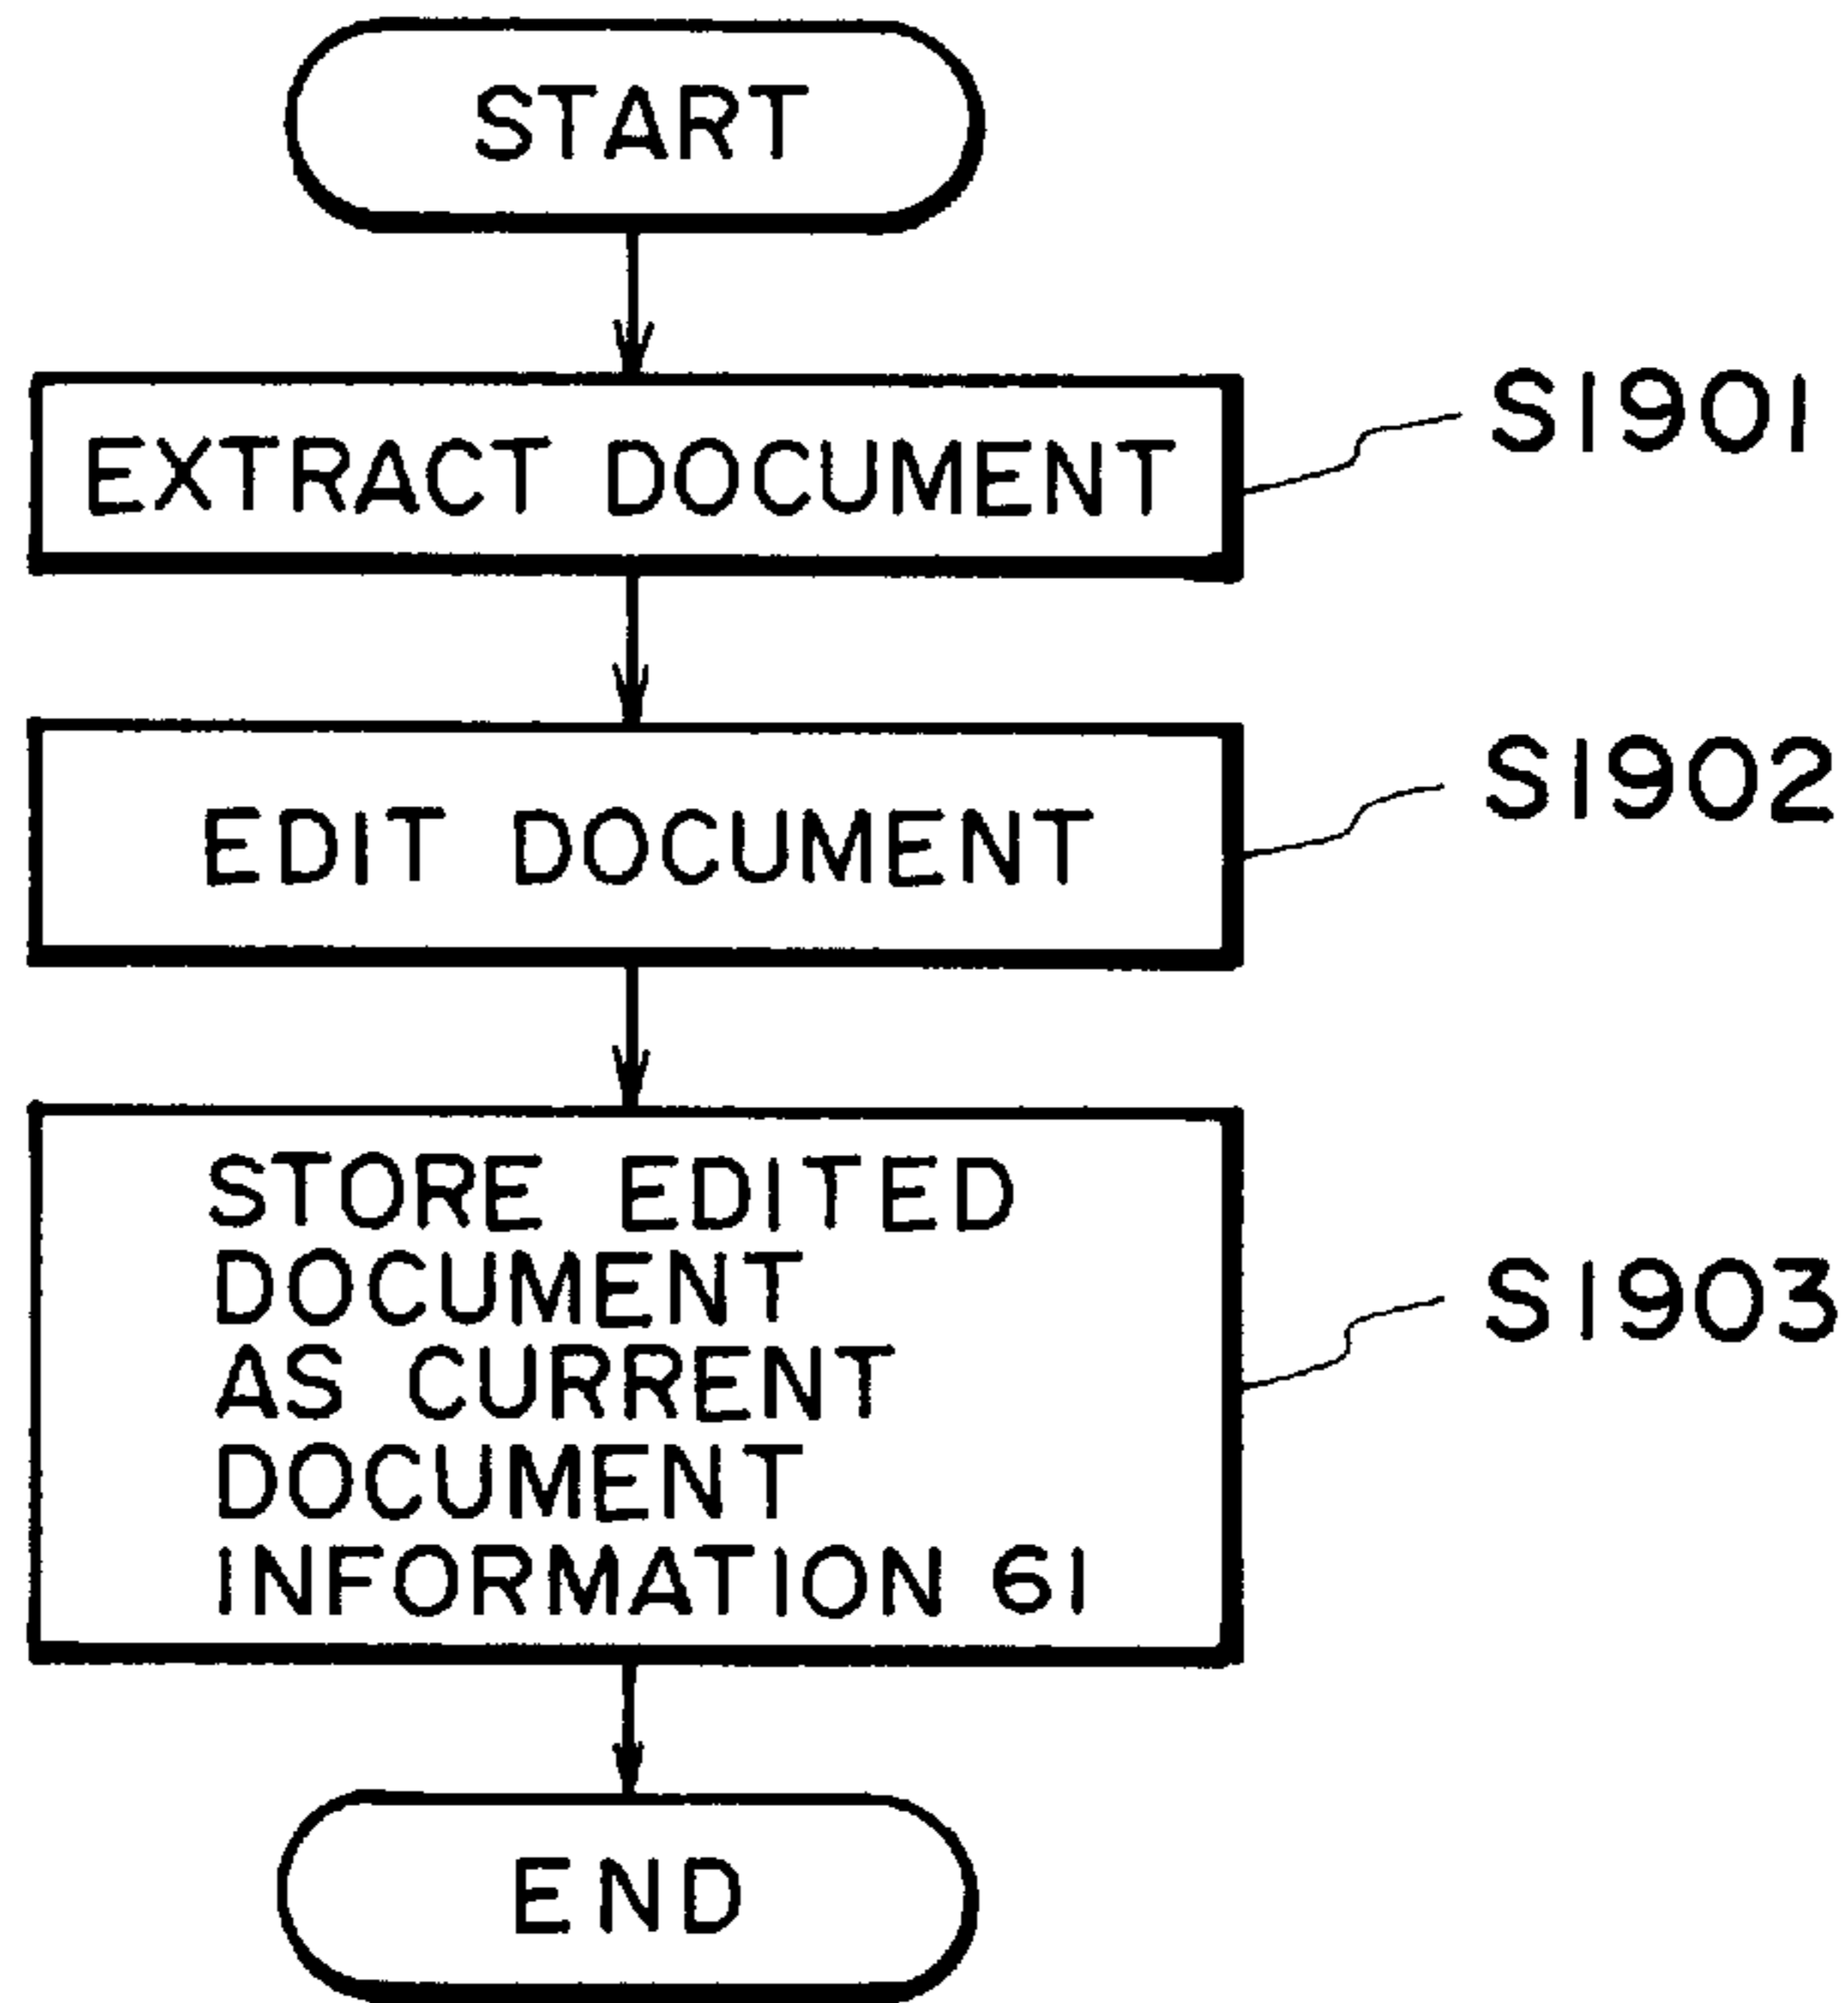 START
EXTRACT DOCUMENT
S1901
EDIT DOCUMENT
S1902
STORE EDITED
DOCUMENT
AS CURRENT
DOCUMENT
INFORMATION 61
S1903
END